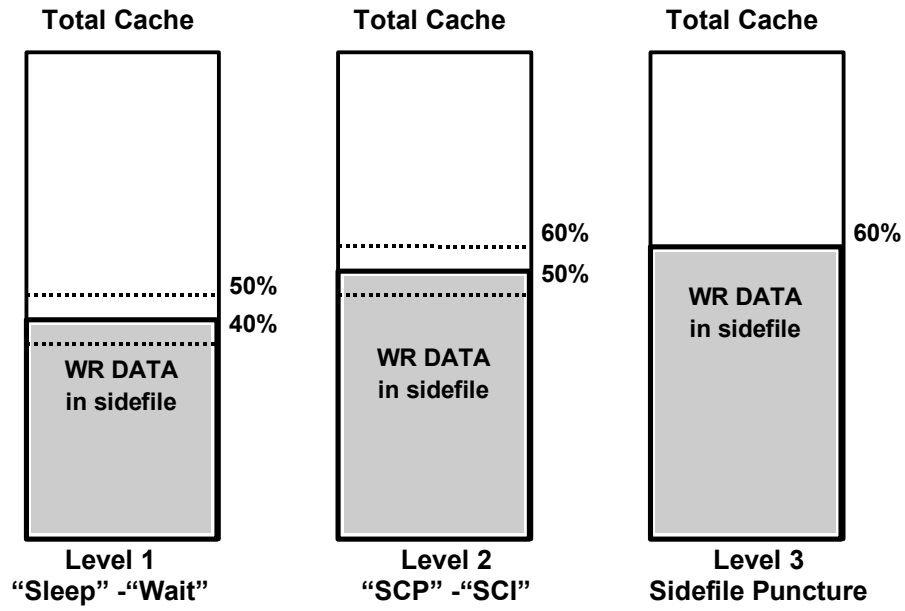 Total Cache
50%
40%
WR DATA
in sidefile
Level 1
“Sleep” -“Wait”
Total Cache
60%
50%
WR DATA
in sidefile
Level 2
“SCP” -“SCI”
Total Cache
60%
WR DATA
in sidefile
Level 3
Sidefile Puncture